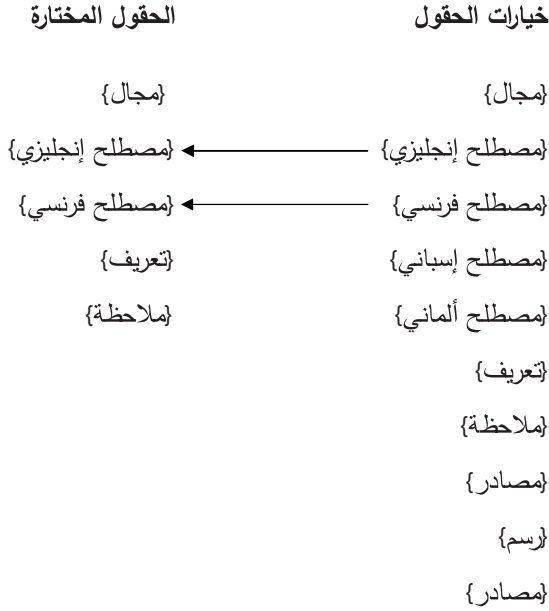 خيارات الحقول الحقول المختارة
{مجال} {مجال}
{مصطلح إنجليزي} {مصطلح إنجليزي}
{مصطلح فرنسي} {مصطلح فرنسي}
{مصطلح إسباني} {تعريف}
{مصطلح ألماني} {ملاحظة}
{تعريف}
{ملاحظة}
{مصادر}
{رسم}
{مصادر}